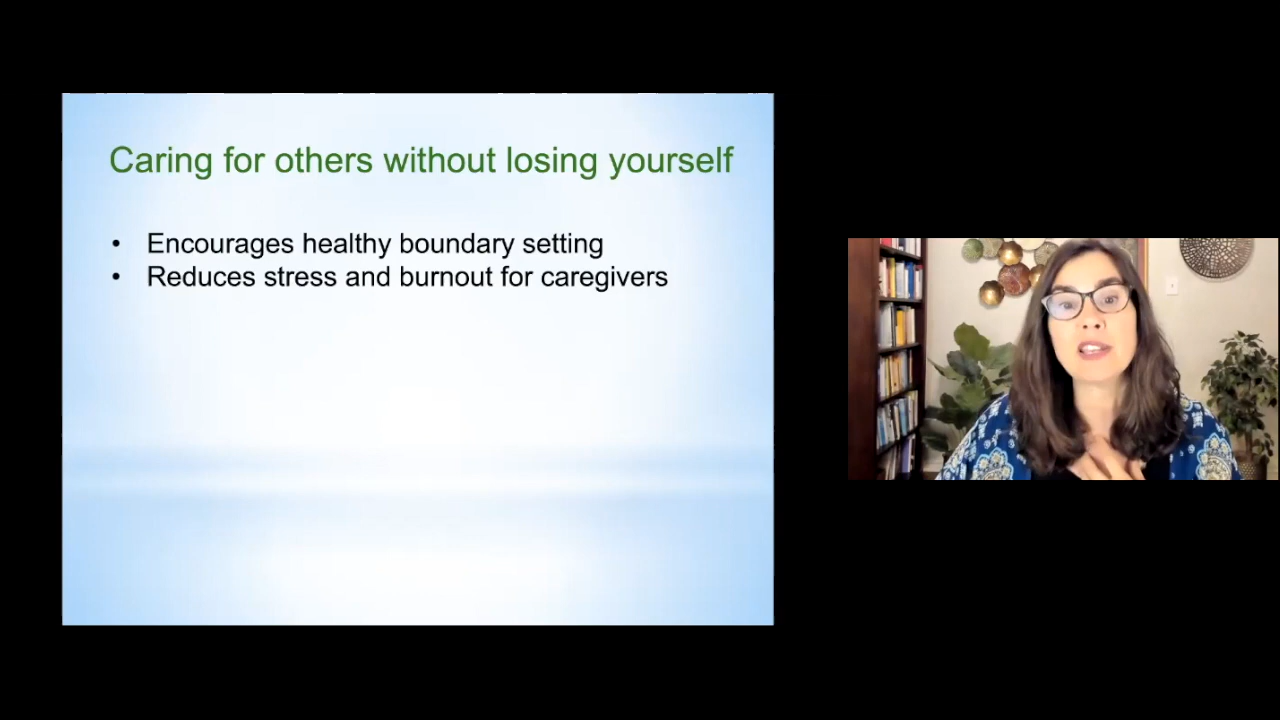 Caring for others without losing yourself
• Encourages healthy boundary setting
• Reduces stress and burnout for caregivers